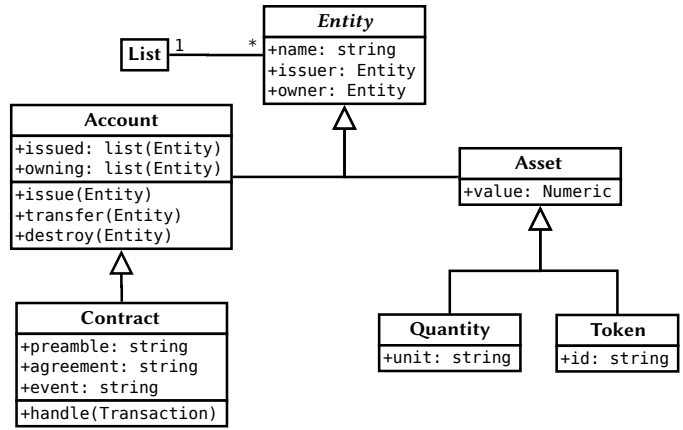 Entity
+name: string
+issuer: Entity
+owner: Entity
List
1
*
Account
+issued: list(Entity)
+owning: list(Entity)
+issue(Entity)
+transfer(Entity)
+destroy(Entity)
Asset
+value: Numeric
Contract
+preamble: string
+agreement: string
+event: string
+handle(Transaction)
Quantity
+unit: string
Token
+id: string